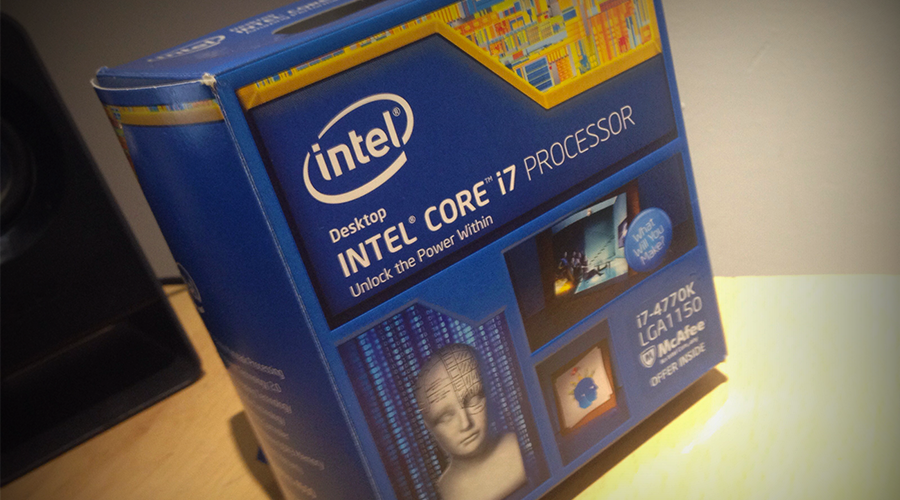 intel®
Desktop
INTEL® CORE™ i7 PROCESSOR
Unlock the Power Within
What
Will You
Make?
i7-4770K
LGA1150
McAfee
OFFER INSIDE